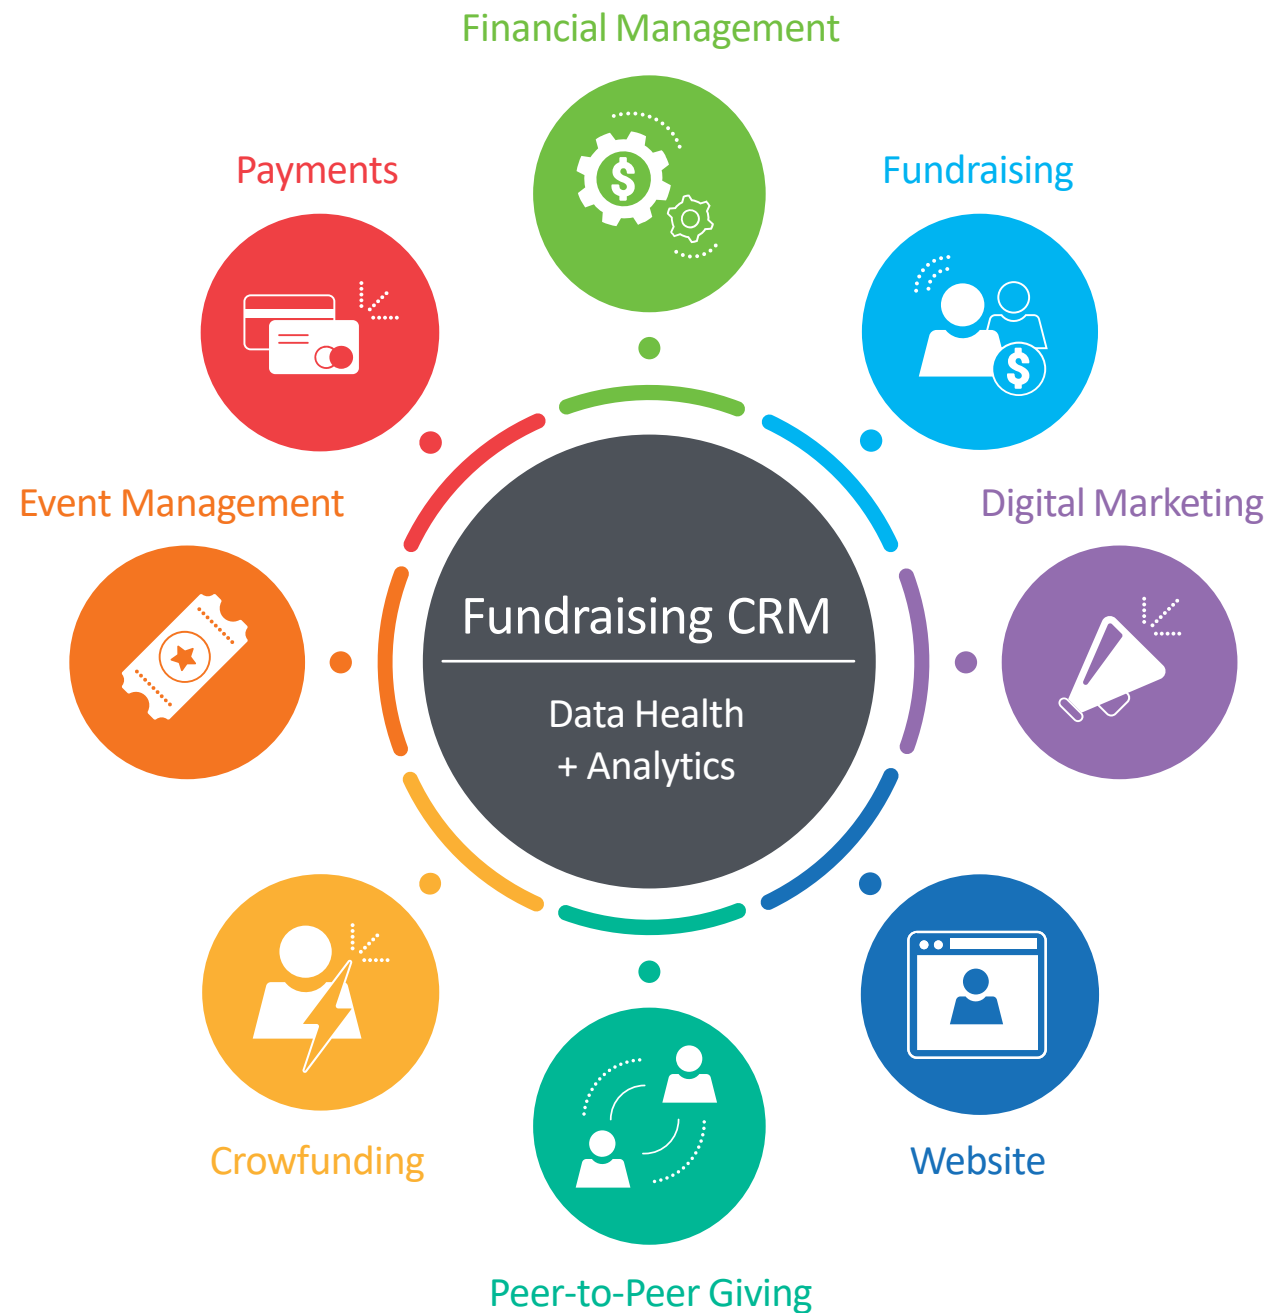 Financial Management
Payments
Fundraising
Event Management
Digital Marketing
Fundraising CRM
Data Health
+ Analytics
Crowfunding
Website
Peer-to-Peer Giving